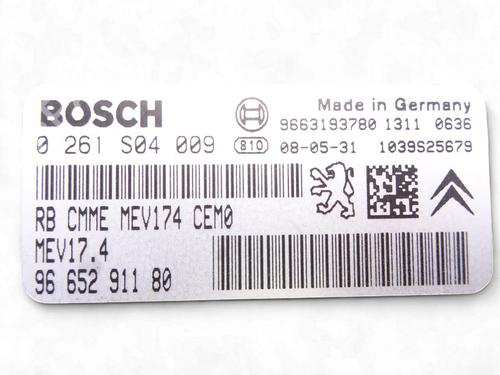 BOSCH
Made in Germany
9663193780 1311 0636
0 261 S04 009 810 08-05-31 1039S25679
RB CMME MEV174 CEM0
MEV17.4
96 652 911 80